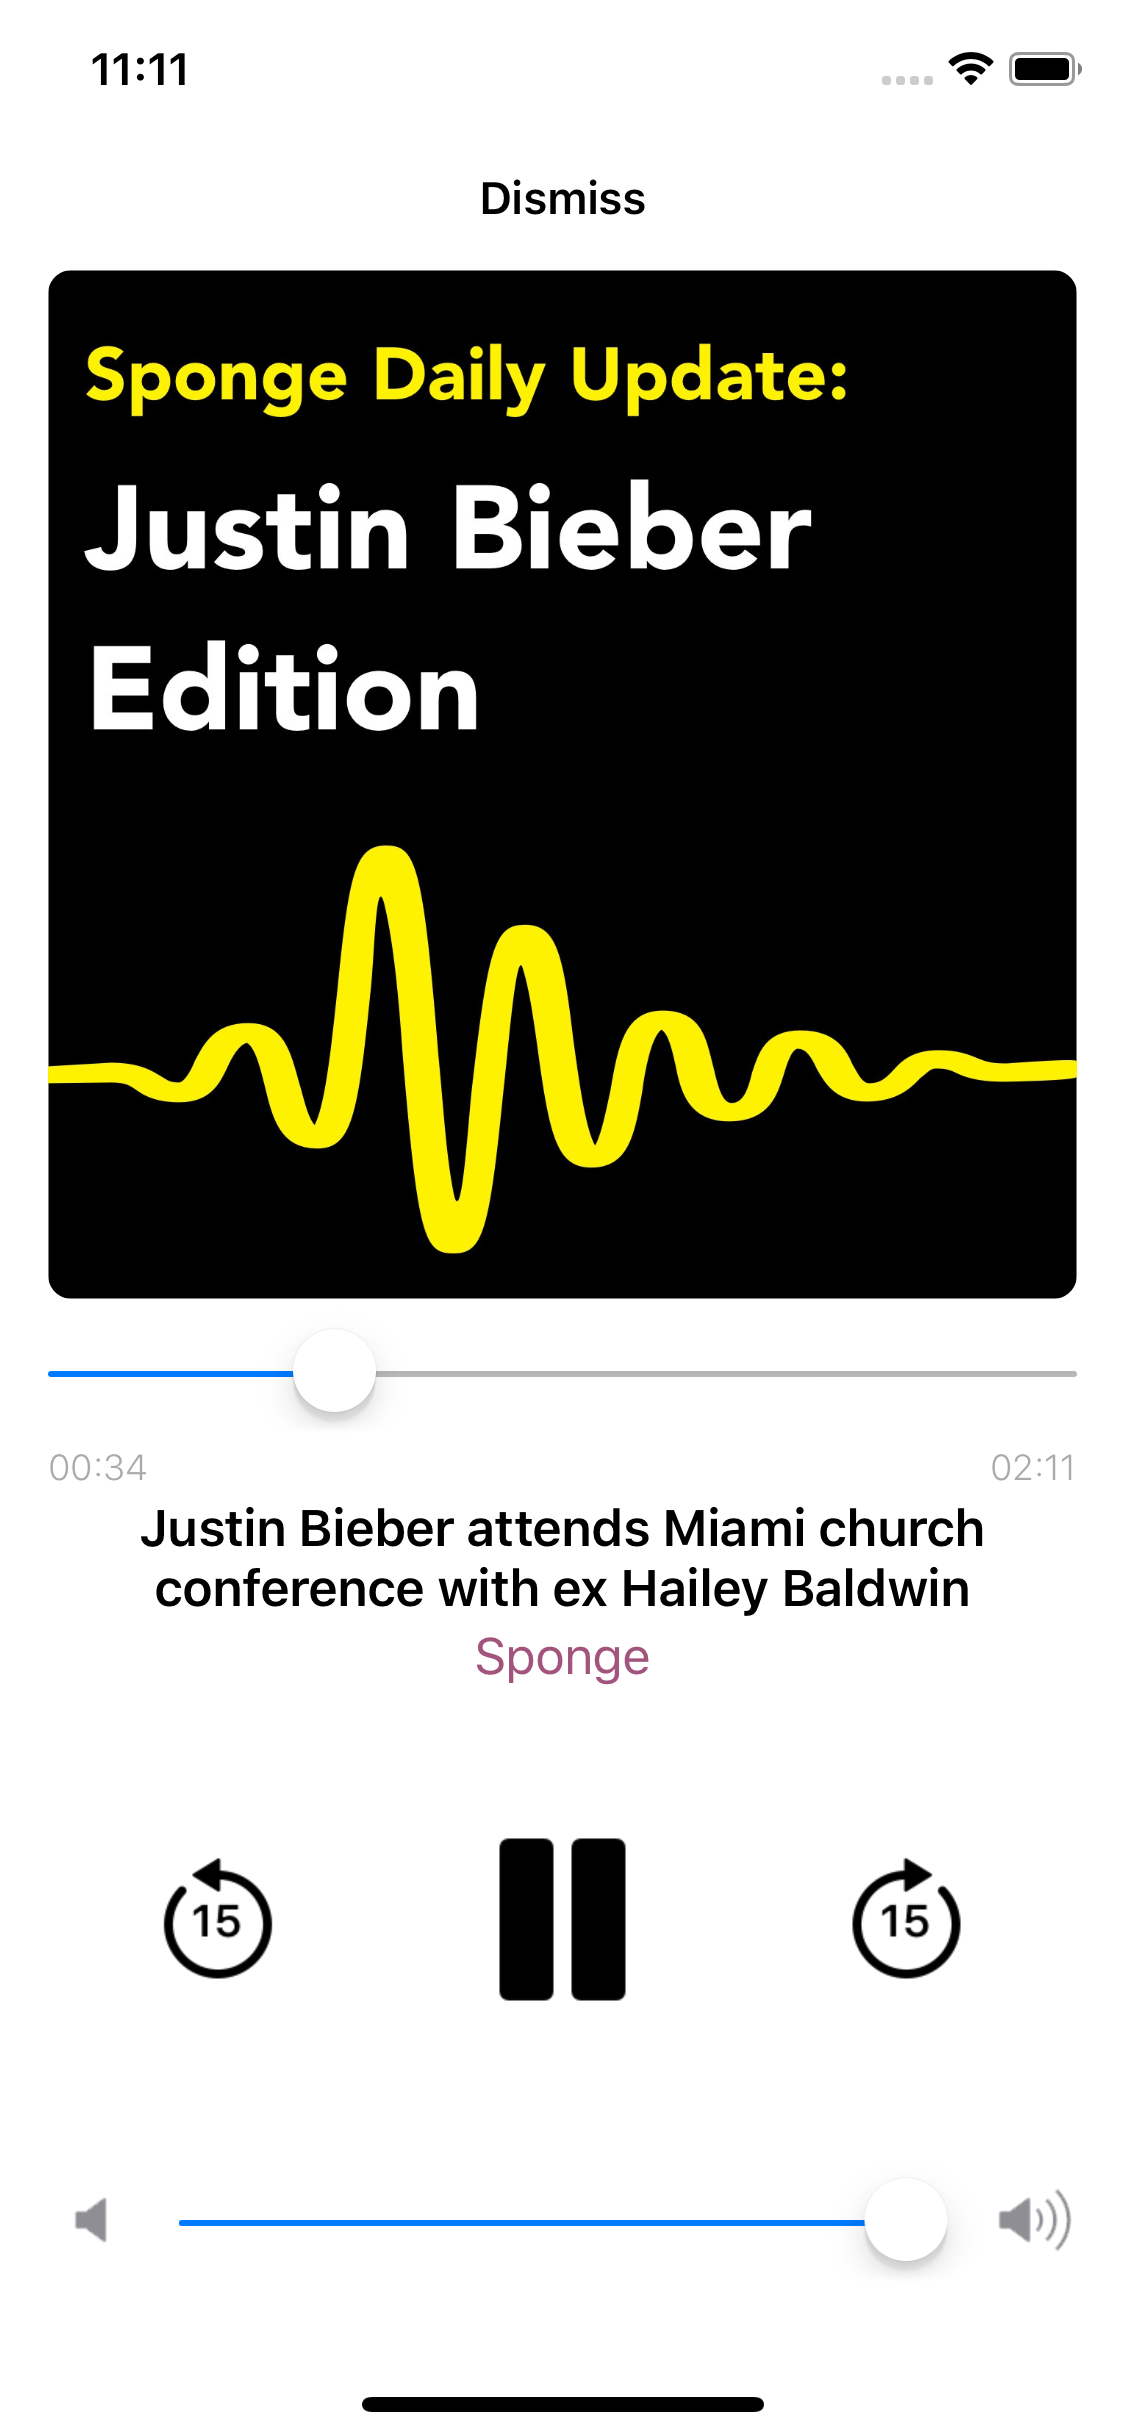 11:11
Dismiss
Sponge Daily Update:
Justin Bieber
Edition
00:34
02:11
Justin Bieber attends Miami church
conference with ex Hailey Baldwin
Sponge
15
15